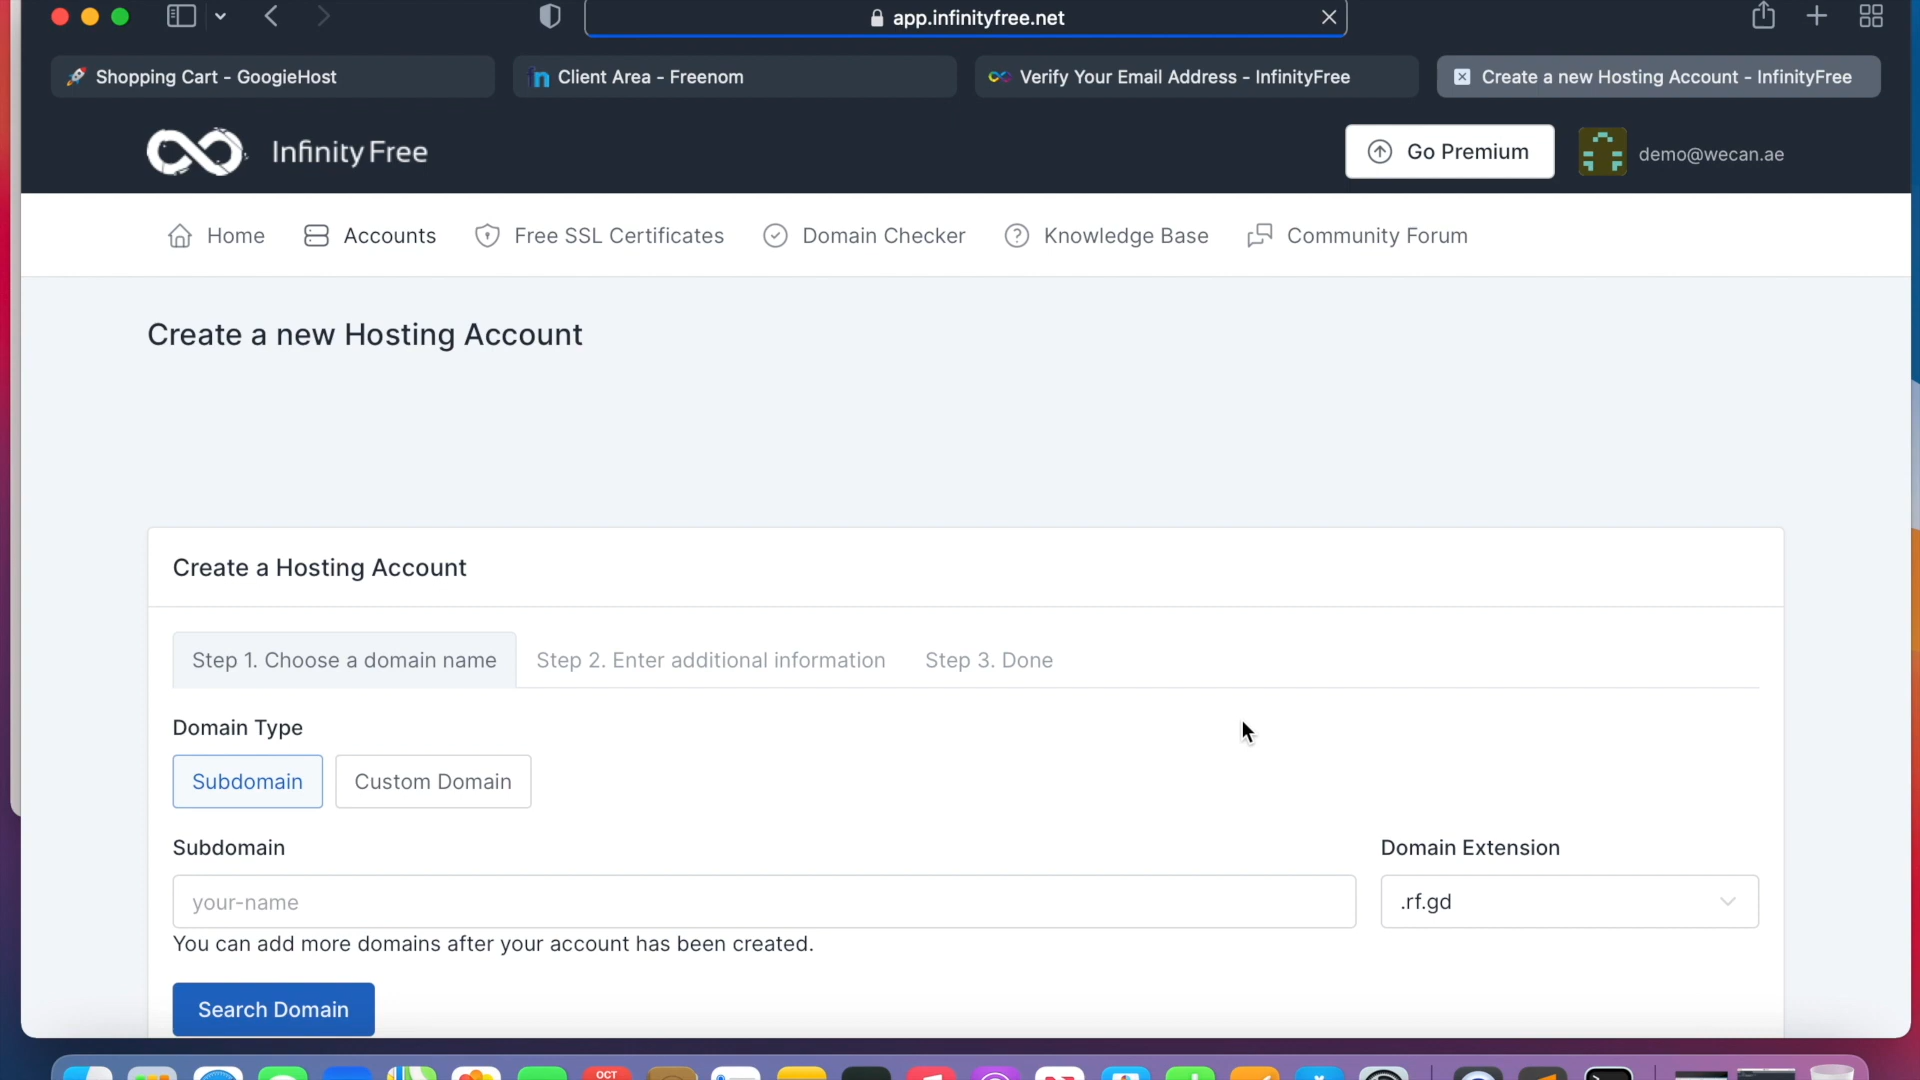 app.infinityfree.net
Shopping Cart - GoogieHost
Client Area - Freenom
Verify Your Email Address - InfinityFree
Create a new Hosting Account - InfinityFree
InfinityFree
Go Premium
demo@wecan.ae
Home
Accounts
Free SSL Certificates
Domain Checker
Knowledge Base
Community Forum
Create a new Hosting Account
Create a Hosting Account
Step 1. Choose a domain name
Step 2. Enter additional information
Step 3. Done
Domain Type
Subdomain
Custom Domain
Subdomain
Domain Extension
your-name
.rf.gd
You can add more domains after your account has been created.
Search Domain
OCT